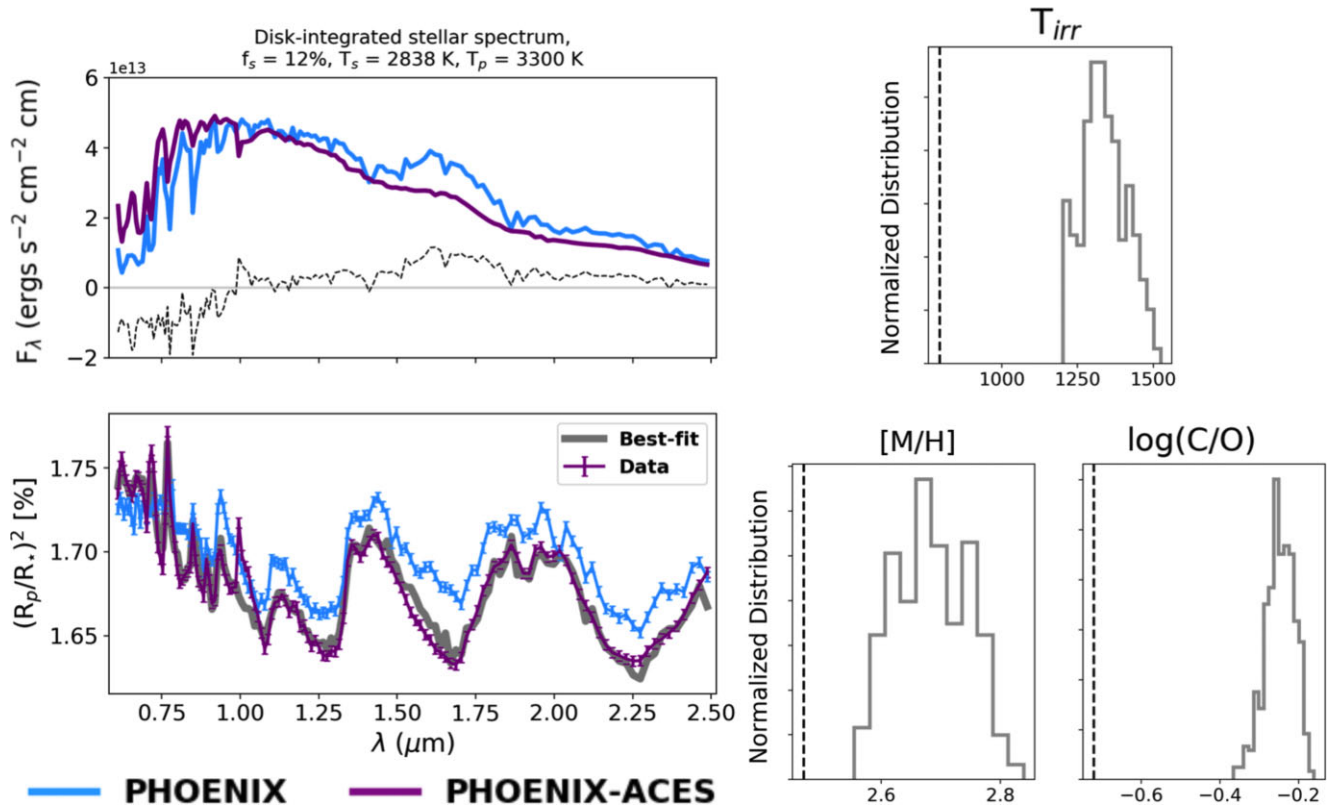 Disk-integrated stellar spectrum,
f_s = 12%, T_s = 2838 K, T_p = 3300 K
1e13
6
4
2
0
−2
F_λ (ergs s⁻² cm⁻² cm)
(R_p/R_⋆)² [%]
1.75
1.70
1.65
Best-fit
Data
0.75 1.00 1.25 1.50 1.75 2.00 2.25 2.50
λ (μm)
PHOENIX PHOENIX-ACES
T_irr
Normalized Distribution
1000 1250 1500
[M/H]
Normalized Distribution
2.6 2.8
log(C/O)
−0.6 −0.4 −0.2